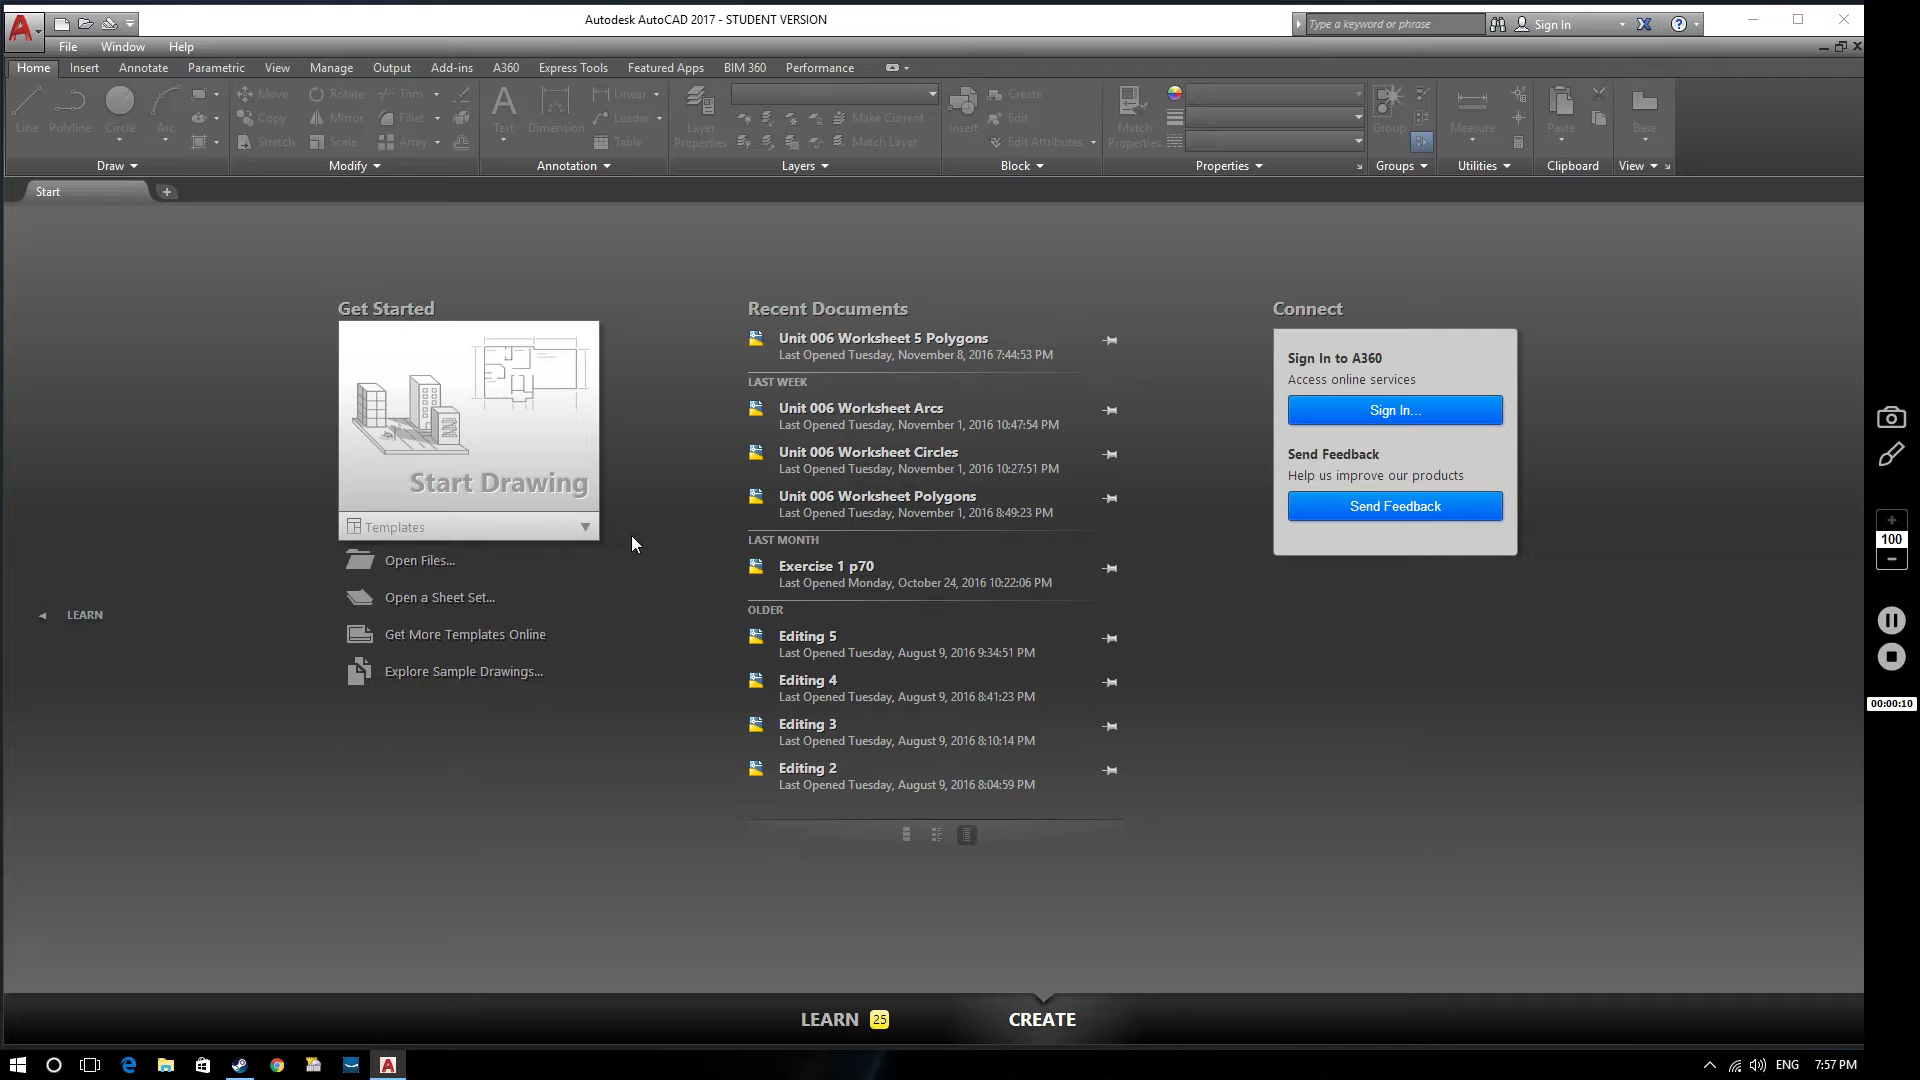 Autodesk AutoCAD 2017 - STUDENT VERSION
Type a keyword or phrase
Sign In
File Window Help
Home Insert Annotate Parametric View Manage Output Add-ins A360 Express Tools Featured Apps BIM 360 Performance
Line Polyline Circle Arc
Move Rotate Trim
Copy Mirror Fillet
Stretch Scale Array
Text Dimension
Linear
Leader
Table
Layer Properties
Make Current
Match Layer
Insert
Create
Edit
Edit Attributes
Match Properties
Group
Measure
Paste
Base
Draw Modify Annotation Layers Block Properties Groups Utilities Clipboard View
Start
Get Started
Start Drawing
Templates
Open Files...
Open a Sheet Set...
Get More Templates Online
Explore Sample Drawings...
LEARN
Recent Documents
Unit 006 Worksheet 5 Polygons
Last Opened Tuesday, November 8, 2016 7:44:53 PM
LAST WEEK
Unit 006 Worksheet Arcs
Last Opened Tuesday, November 1, 2016 10:47:54 PM
Unit 006 Worksheet Circles
Last Opened Tuesday, November 1, 2016 10:27:51 PM
Unit 006 Worksheet Polygons
Last Opened Tuesday, November 1, 2016 8:49:23 PM
LAST MONTH
Exercise 1 p70
Last Opened Monday, October 24, 2016 10:22:06 PM
OLDER
Editing 5
Last Opened Tuesday, August 9, 2016 9:34:51 PM
Editing 4
Last Opened Tuesday, August 9, 2016 8:41:23 PM
Editing 3
Last Opened Tuesday, August 9, 2016 8:10:14 PM
Editing 2
Last Opened Tuesday, August 9, 2016 8:04:59 PM
Connect
Sign In to A360
Access online services
Sign In...
Send Feedback
Help us improve our products
Send Feedback
100
00:00:10
LEARN 25 CREATE
ENG 7:57 PM